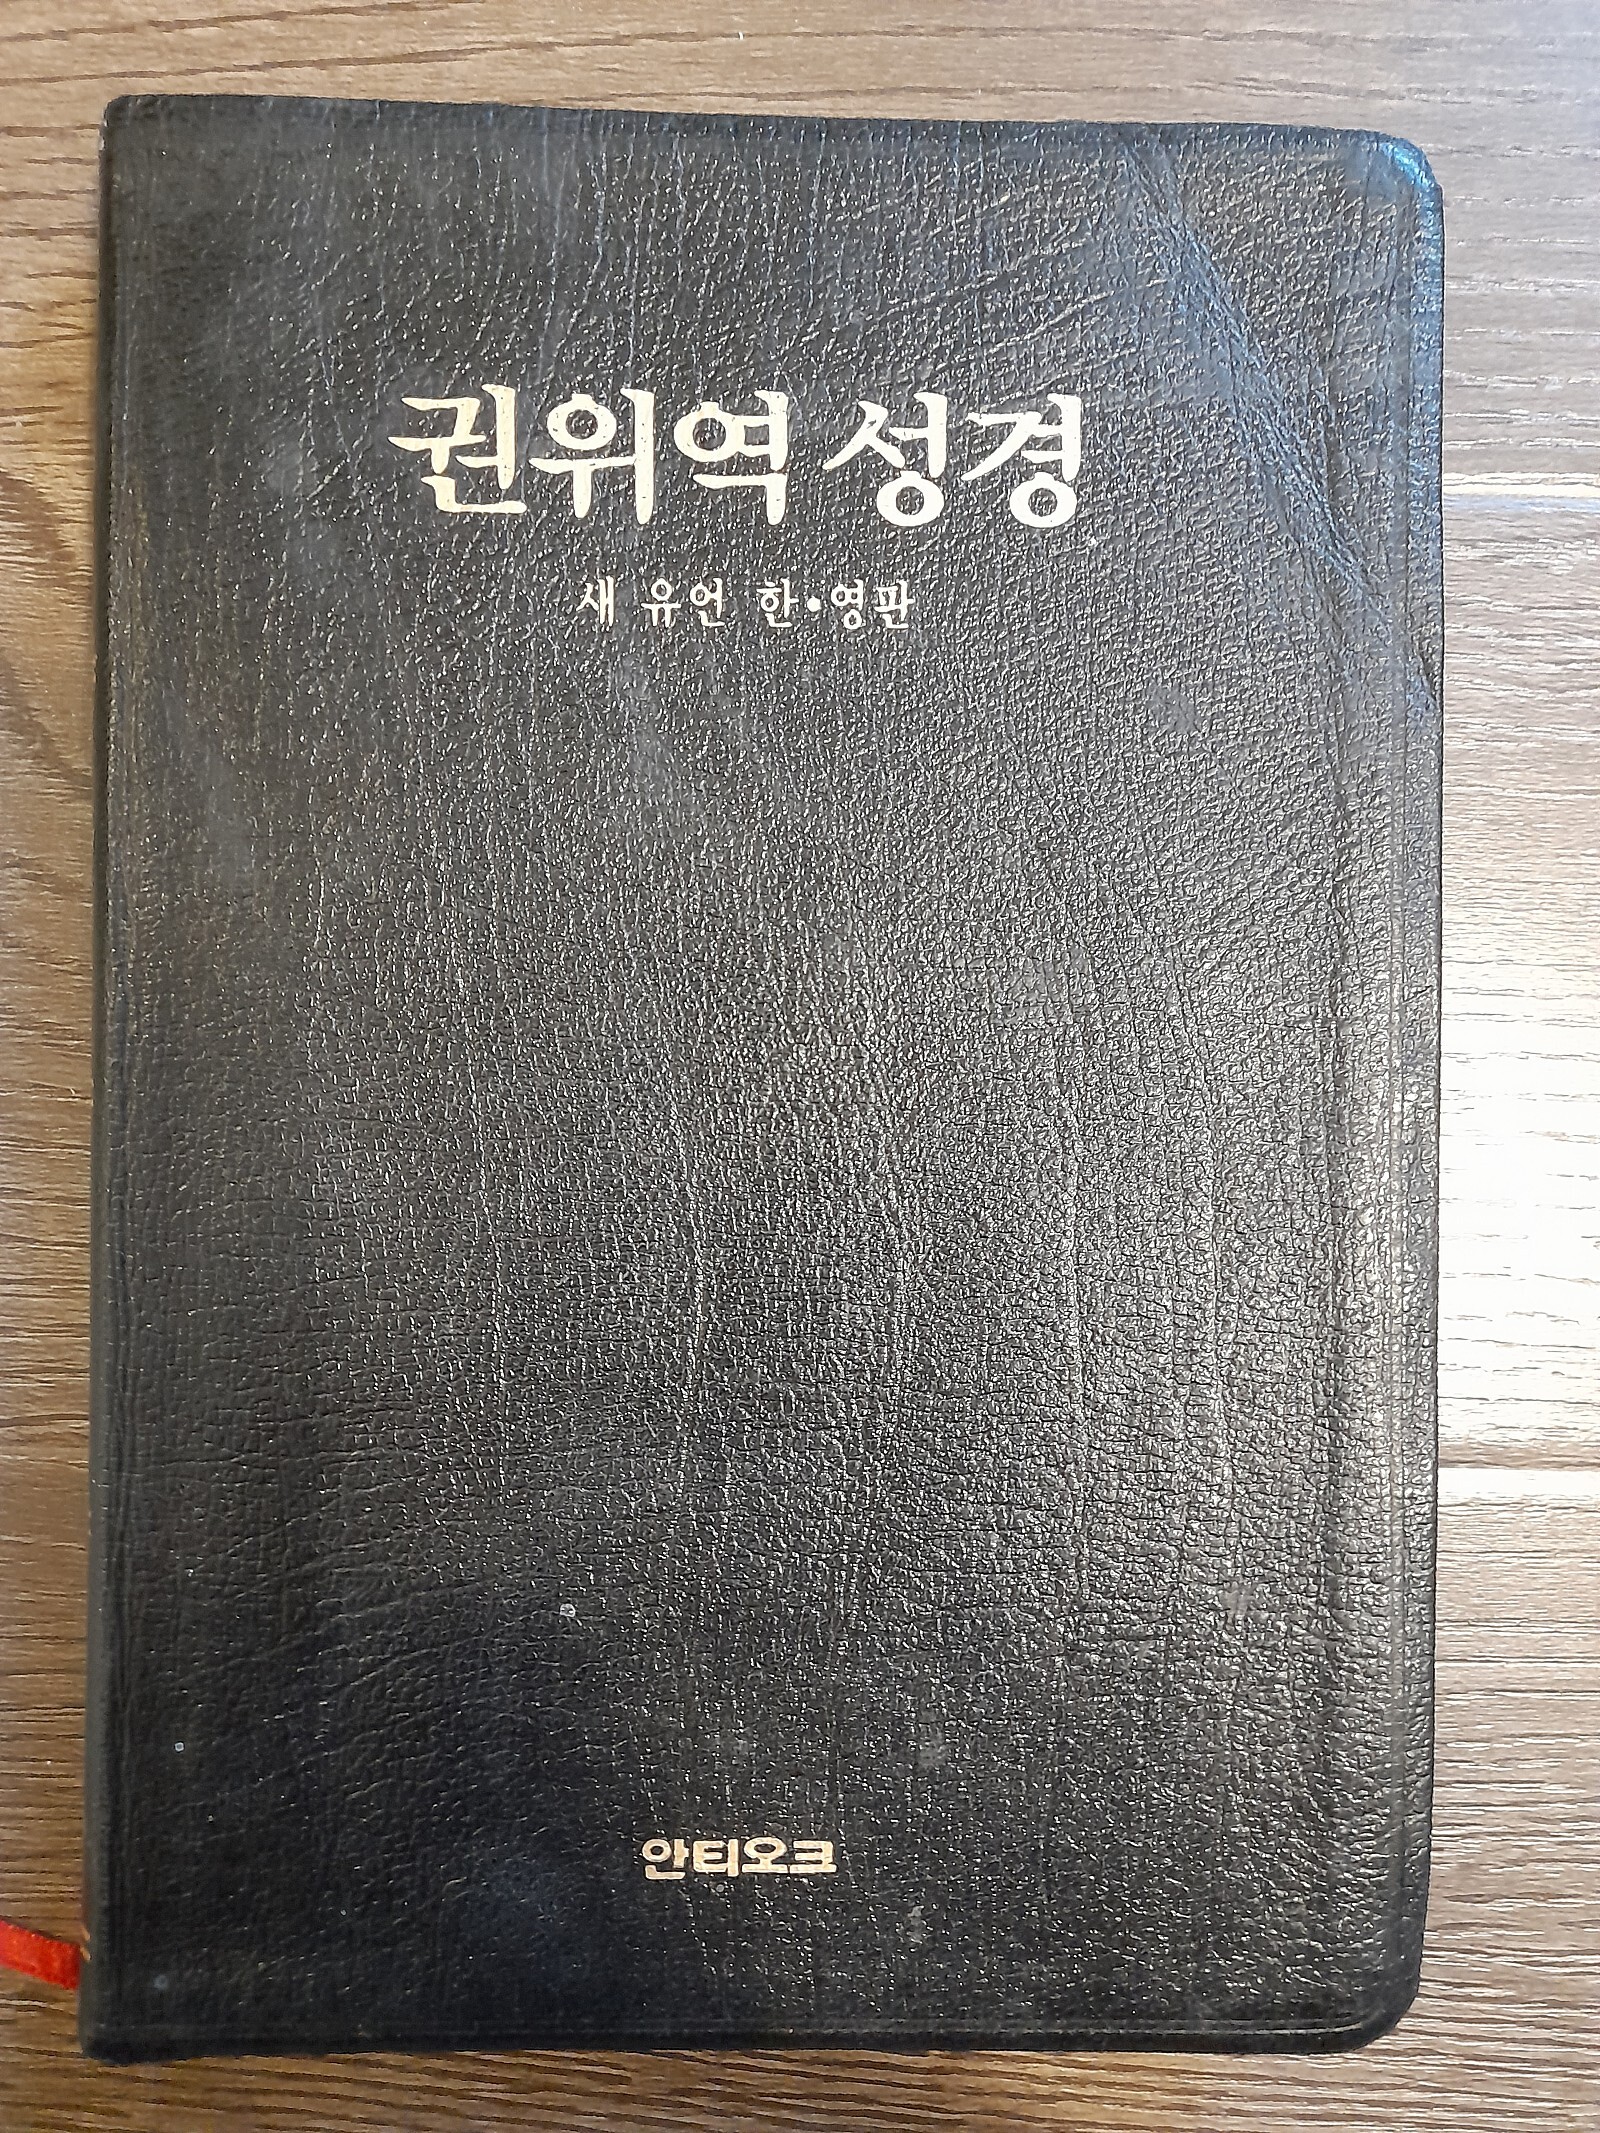 권위역 성경
새 유언 한•영판
안티오크